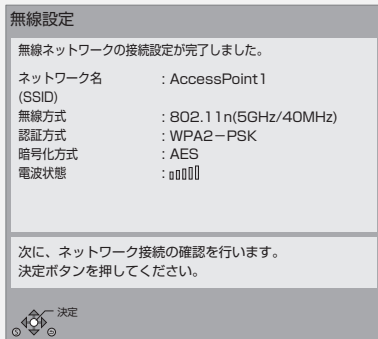 無線設定
無線ネットワークの接続設定が完了しました。
ネットワーク名 : AccessPoint1
(SSID)
無線方式 : 802.11n(5GHz/40MHz)
認証方式 : WPA2－PSK
暗号化方式 : AES
電波状態 :
次に、ネットワーク接続の確認を行います。
決定ボタンを押してください。
決定
S